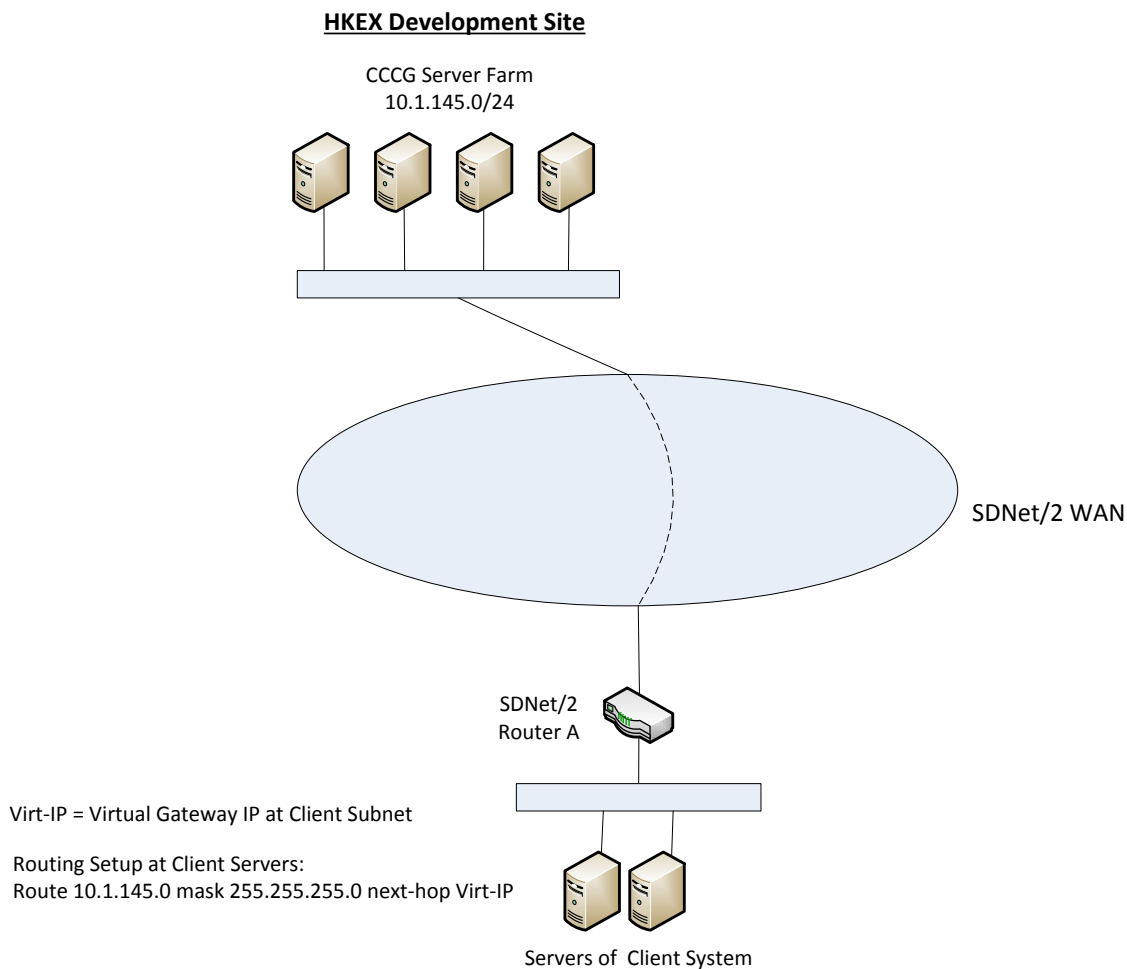 HKEX Development Site
CCCG Server Farm
10.1.145.0/24
SDNet/2 WAN
SDNet/2
Router A
Virt-IP = Virtual Gateway IP at Client Subnet
Routing Setup at Client Servers:
Route 10.1.145.0 mask 255.255.255.0 next-hop Virt-IP
Servers of Client System